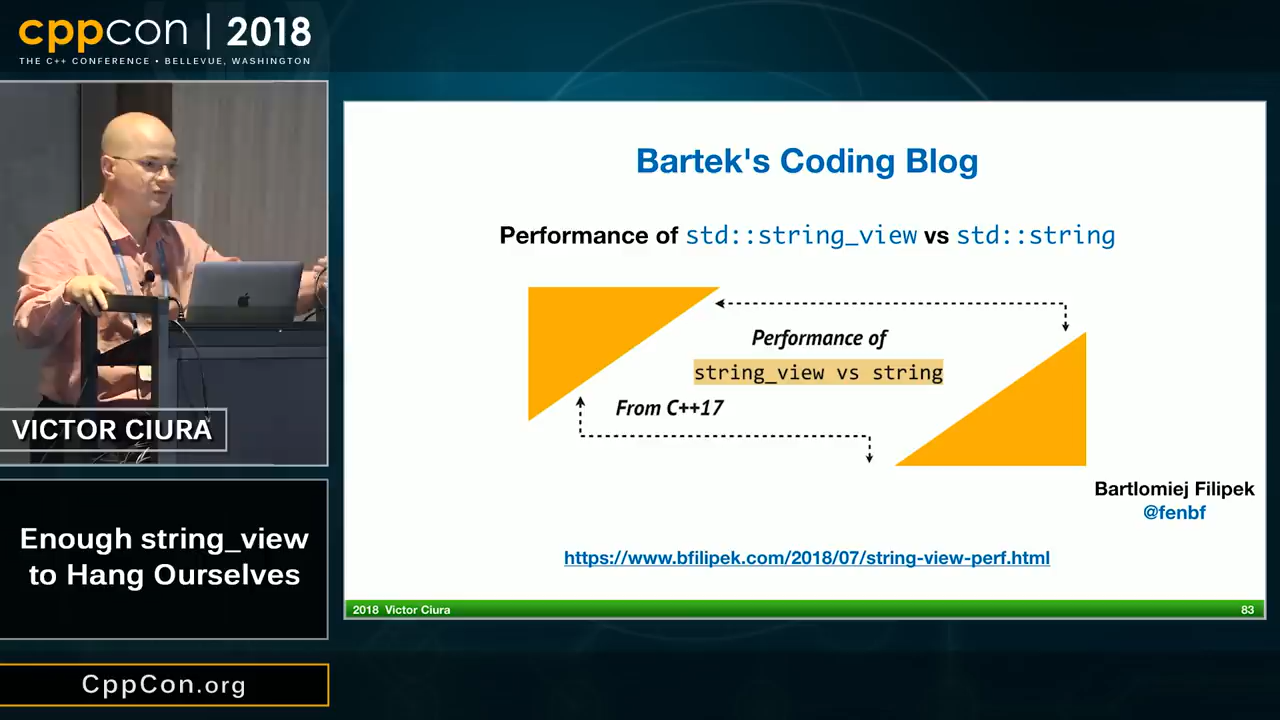 cppcon | 2018
THE C++ CONFERENCE • BELLEVUE, WASHINGTON
VICTOR CIURA
Enough string_view
to Hang Ourselves
CppCon.org
Bartek's Coding Blog
Performance of std::string_view vs std::string
Performance of
string_view vs string
From C++17
Bartlomiej Filipek
@fenbf
https://www.bfilipek.com/2018/07/string-view-perf.html
2018 Victor Ciura
83